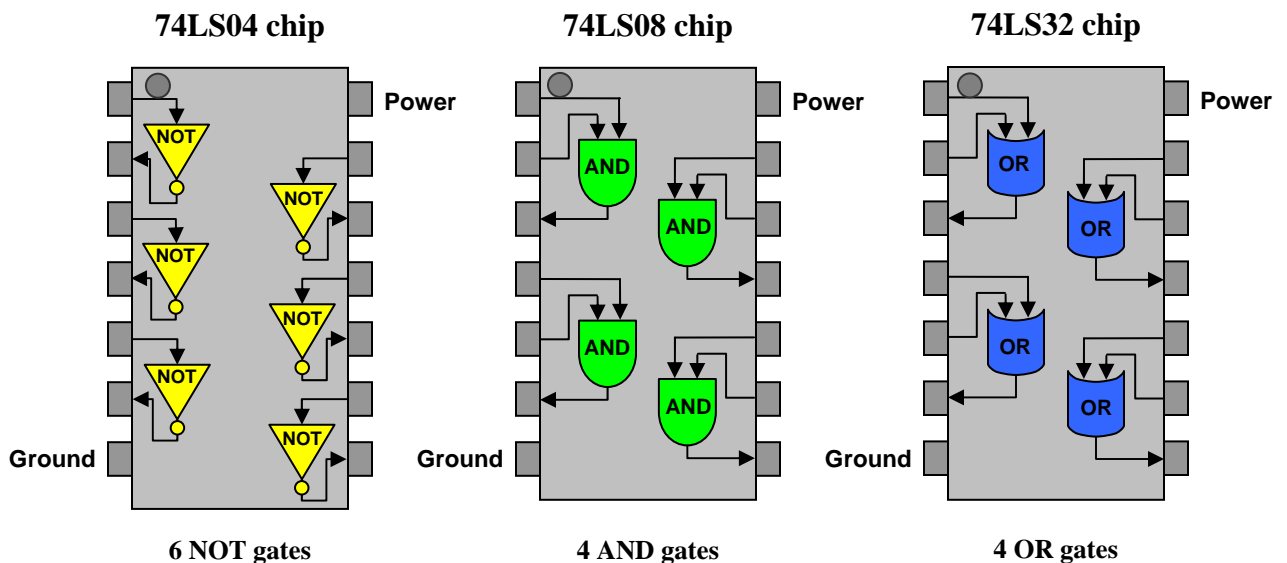 74LS04 chip
74LS08 chip
74LS32 chip
Power
Power
Power
NOT
AND
OR
NOT
AND
OR
NOT
NOT
AND
OR
NOT
AND
OR
NOT
Ground
Ground
Ground
6 NOT gates
4 AND gates
4 OR gates